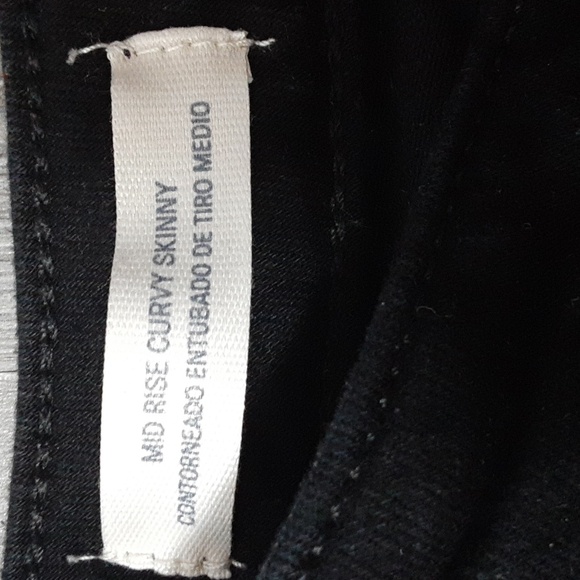 MID RISE CURVY SKINNY
CONTORNEADO ENTUBADO DE TIRO MEDIO